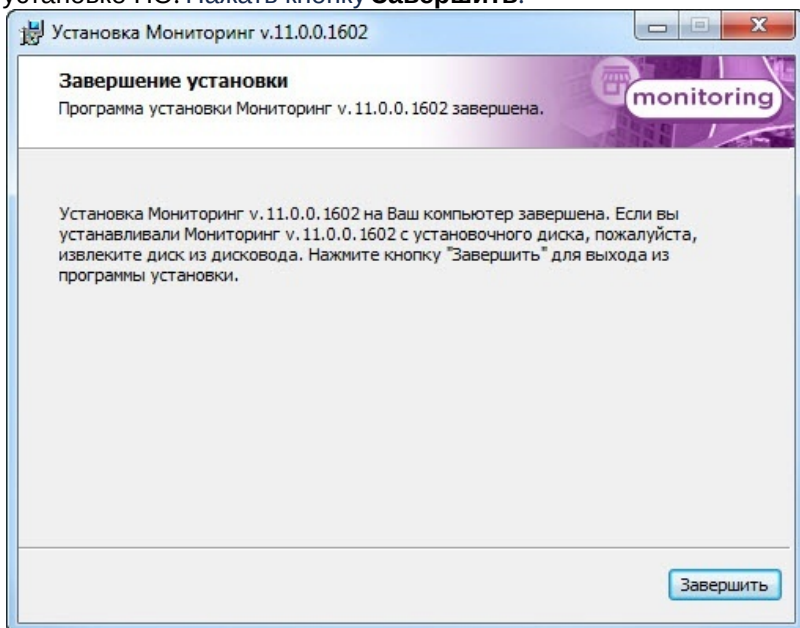 установке ПО. Нажать кнопку Завершить.
Установка Мониторинг v.11.0.0.1602
Завершение установки
Программа установки Мониторинг v.11.0.0.1602 завершена.
monitoring
Установка Мониторинг v.11.0.0.1602 на Ваш компьютер завершена. Если вы
устанавливали Мониторинг v.11.0.0.1602 с установочного диска, пожалуйста,
извлеките диск из дисковода. Нажмите кнопку "Завершить" для выхода из
программы установки.
Завершить